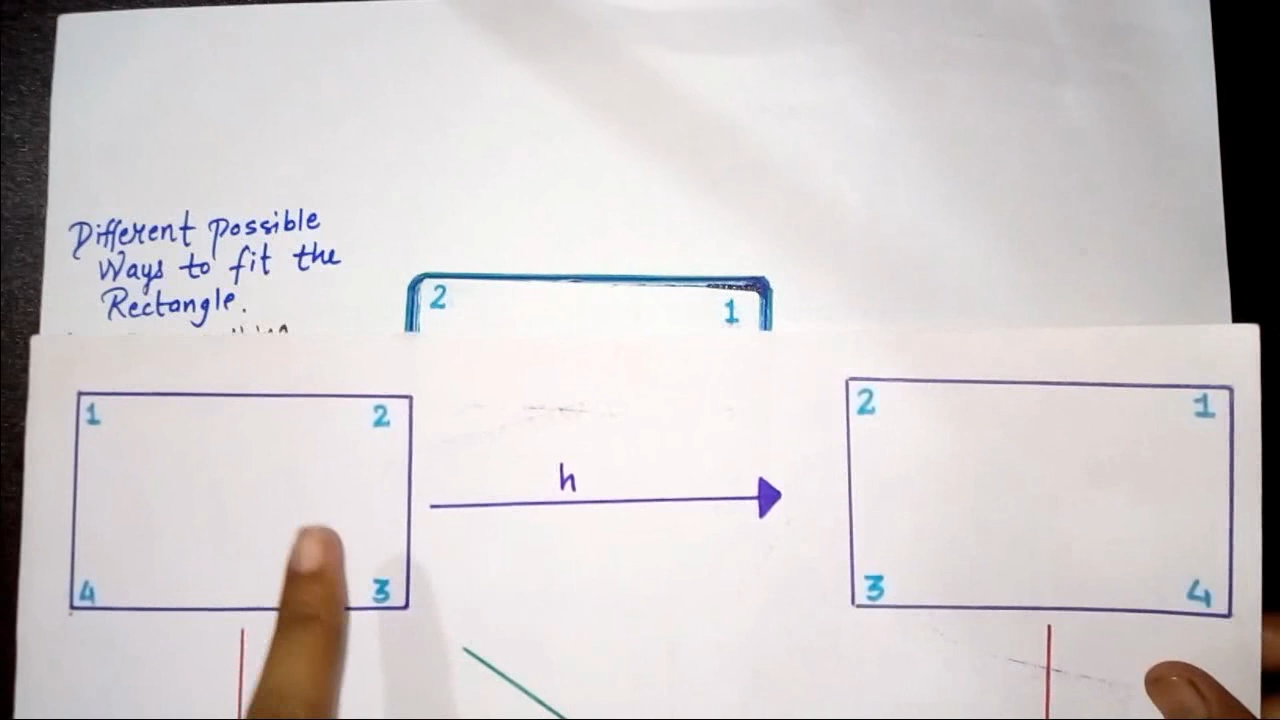 Different possible
Ways to fit the
Rectangle.
2 1
1 2
4 3
h
2 1
3 4